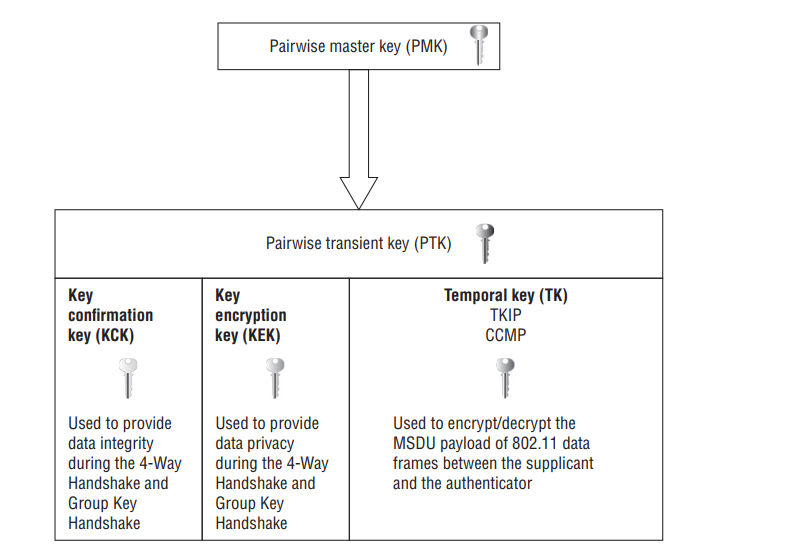 Pairwise master key (PMK)
Pairwise transient key (PTK)
Key
confirmation
key (KCK)
Used to provide
data integrity
during the 4-Way
Handshake and
Group Key
Handshake
Key
encryption
key (KEK)
Used to provide
data privacy
during the 4-Way
Handshake and
Group Key
Handshake
Temporal key (TK)
TKIP
CCMP
Used to encrypt/decrypt the
MSDU payload of 802.11 data
frames between the supplicant
and the authenticator